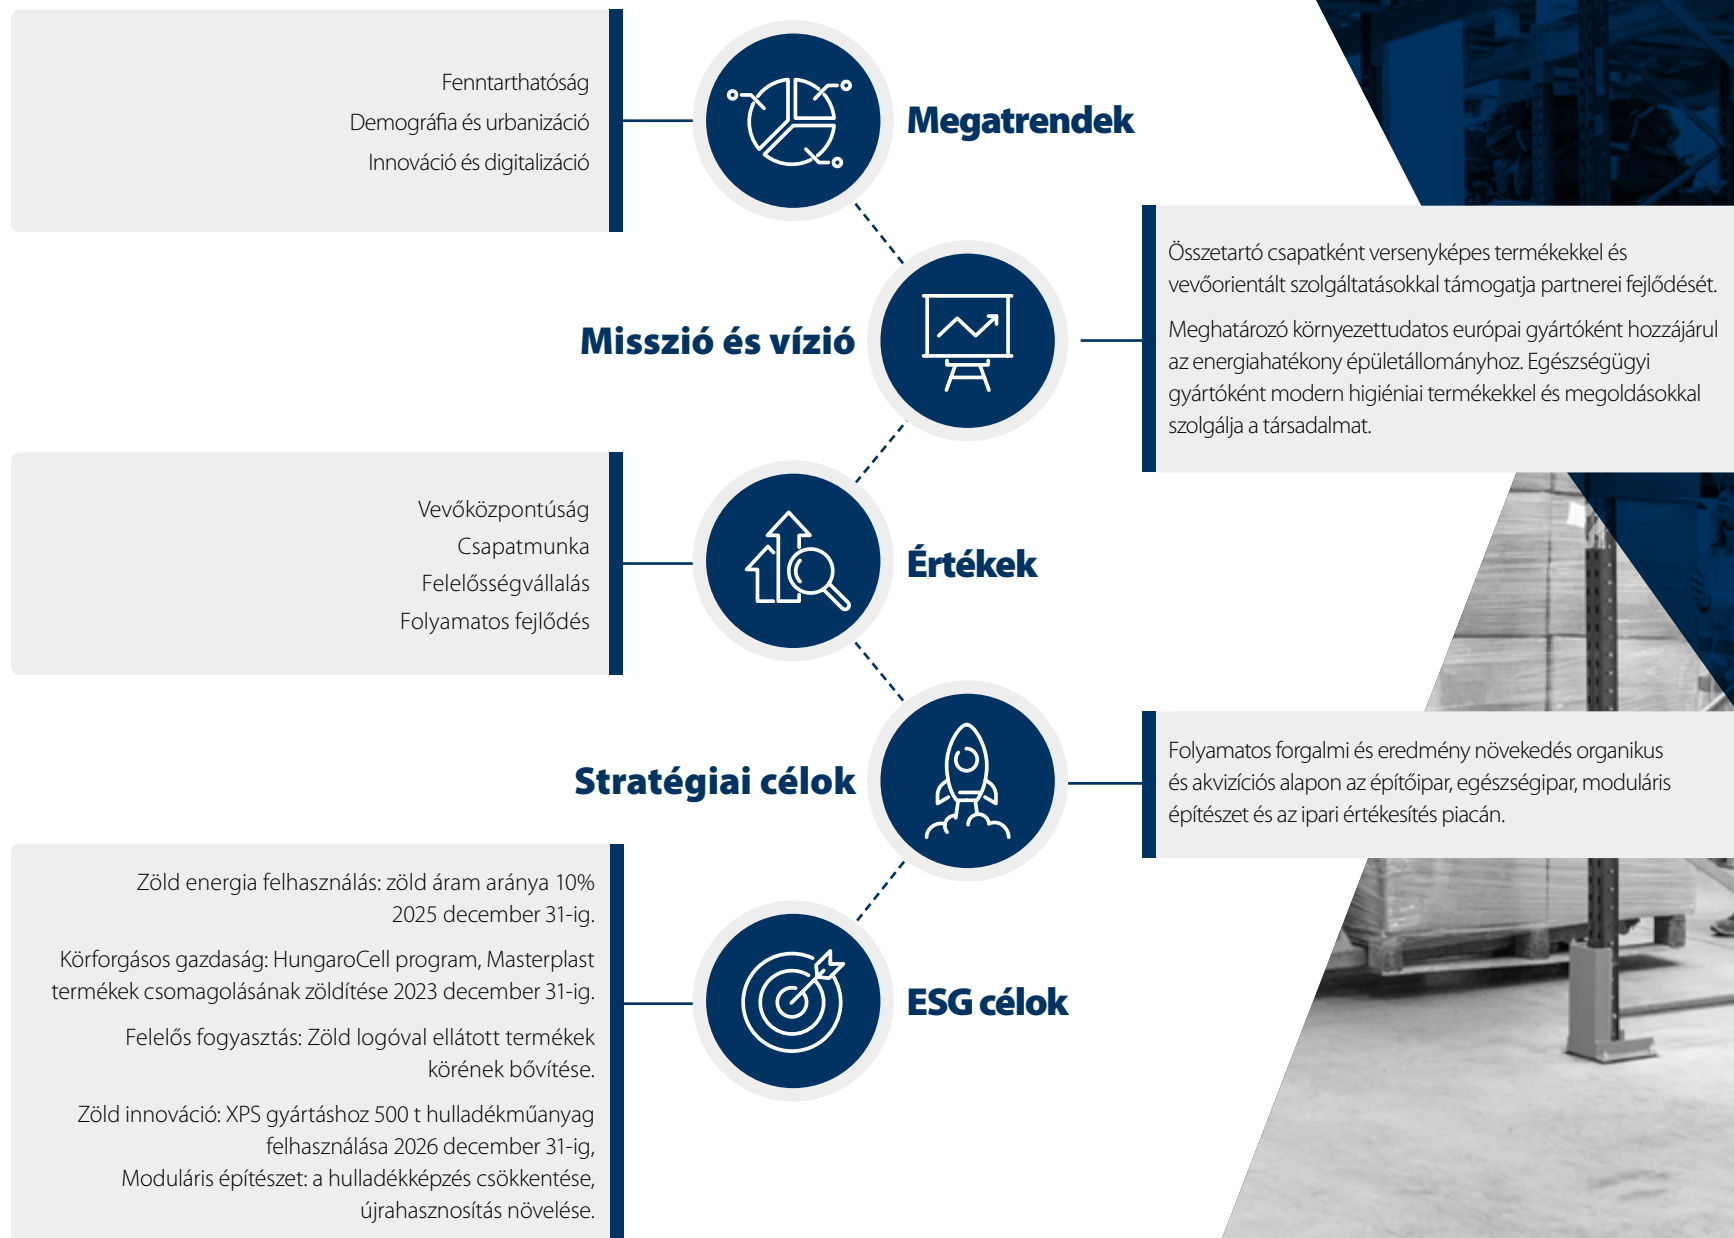 Fenntarthatóság
Demográfia és urbanizáció
Innováció és digitalizáció
Megatrendek
Misszió és vízió
Összetartó csapatként versenyképes termékekkel és
vevőorientált szolgáltatásokkal támogatja partnerei fejlődését.
Meghatározó környezettudatos európai gyártóként hozzájárul
az energiahatékony épületállományhoz. Egészségügyi
gyártóként modern higiéniai termékekkel és megoldásokkal
szolgálja a társadalmat.
Vevőközpontúság
Csapatmunka
Felelősségvállalás
Folyamatos fejlődés
Értékek
Stratégiai célok
Folyamatos forgalmi és eredmény növekedés organikus
és akvizíciós alapon az építőipar, egészségipar, moduláris
építészet és az ipari értékesítés piacán.
Zöld energia felhasználás: zöld áram aránya 10%
2025 december 31-ig.
Körforgásos gazdaság: HungaroCell program, Masterplast
termékek csomagolásának zöldítése 2023 december 31-ig.
Felelős fogyasztás: Zöld logóval ellátott termékek
körének bővítése.
Zöld innováció: XPS gyártáshoz 500 t hulladékműanyag
felhasználása 2026 december 31-ig,
Moduláris építészet: a hulladékképzés csökkentése,
újrahasznosítás növelése.
ESG célok